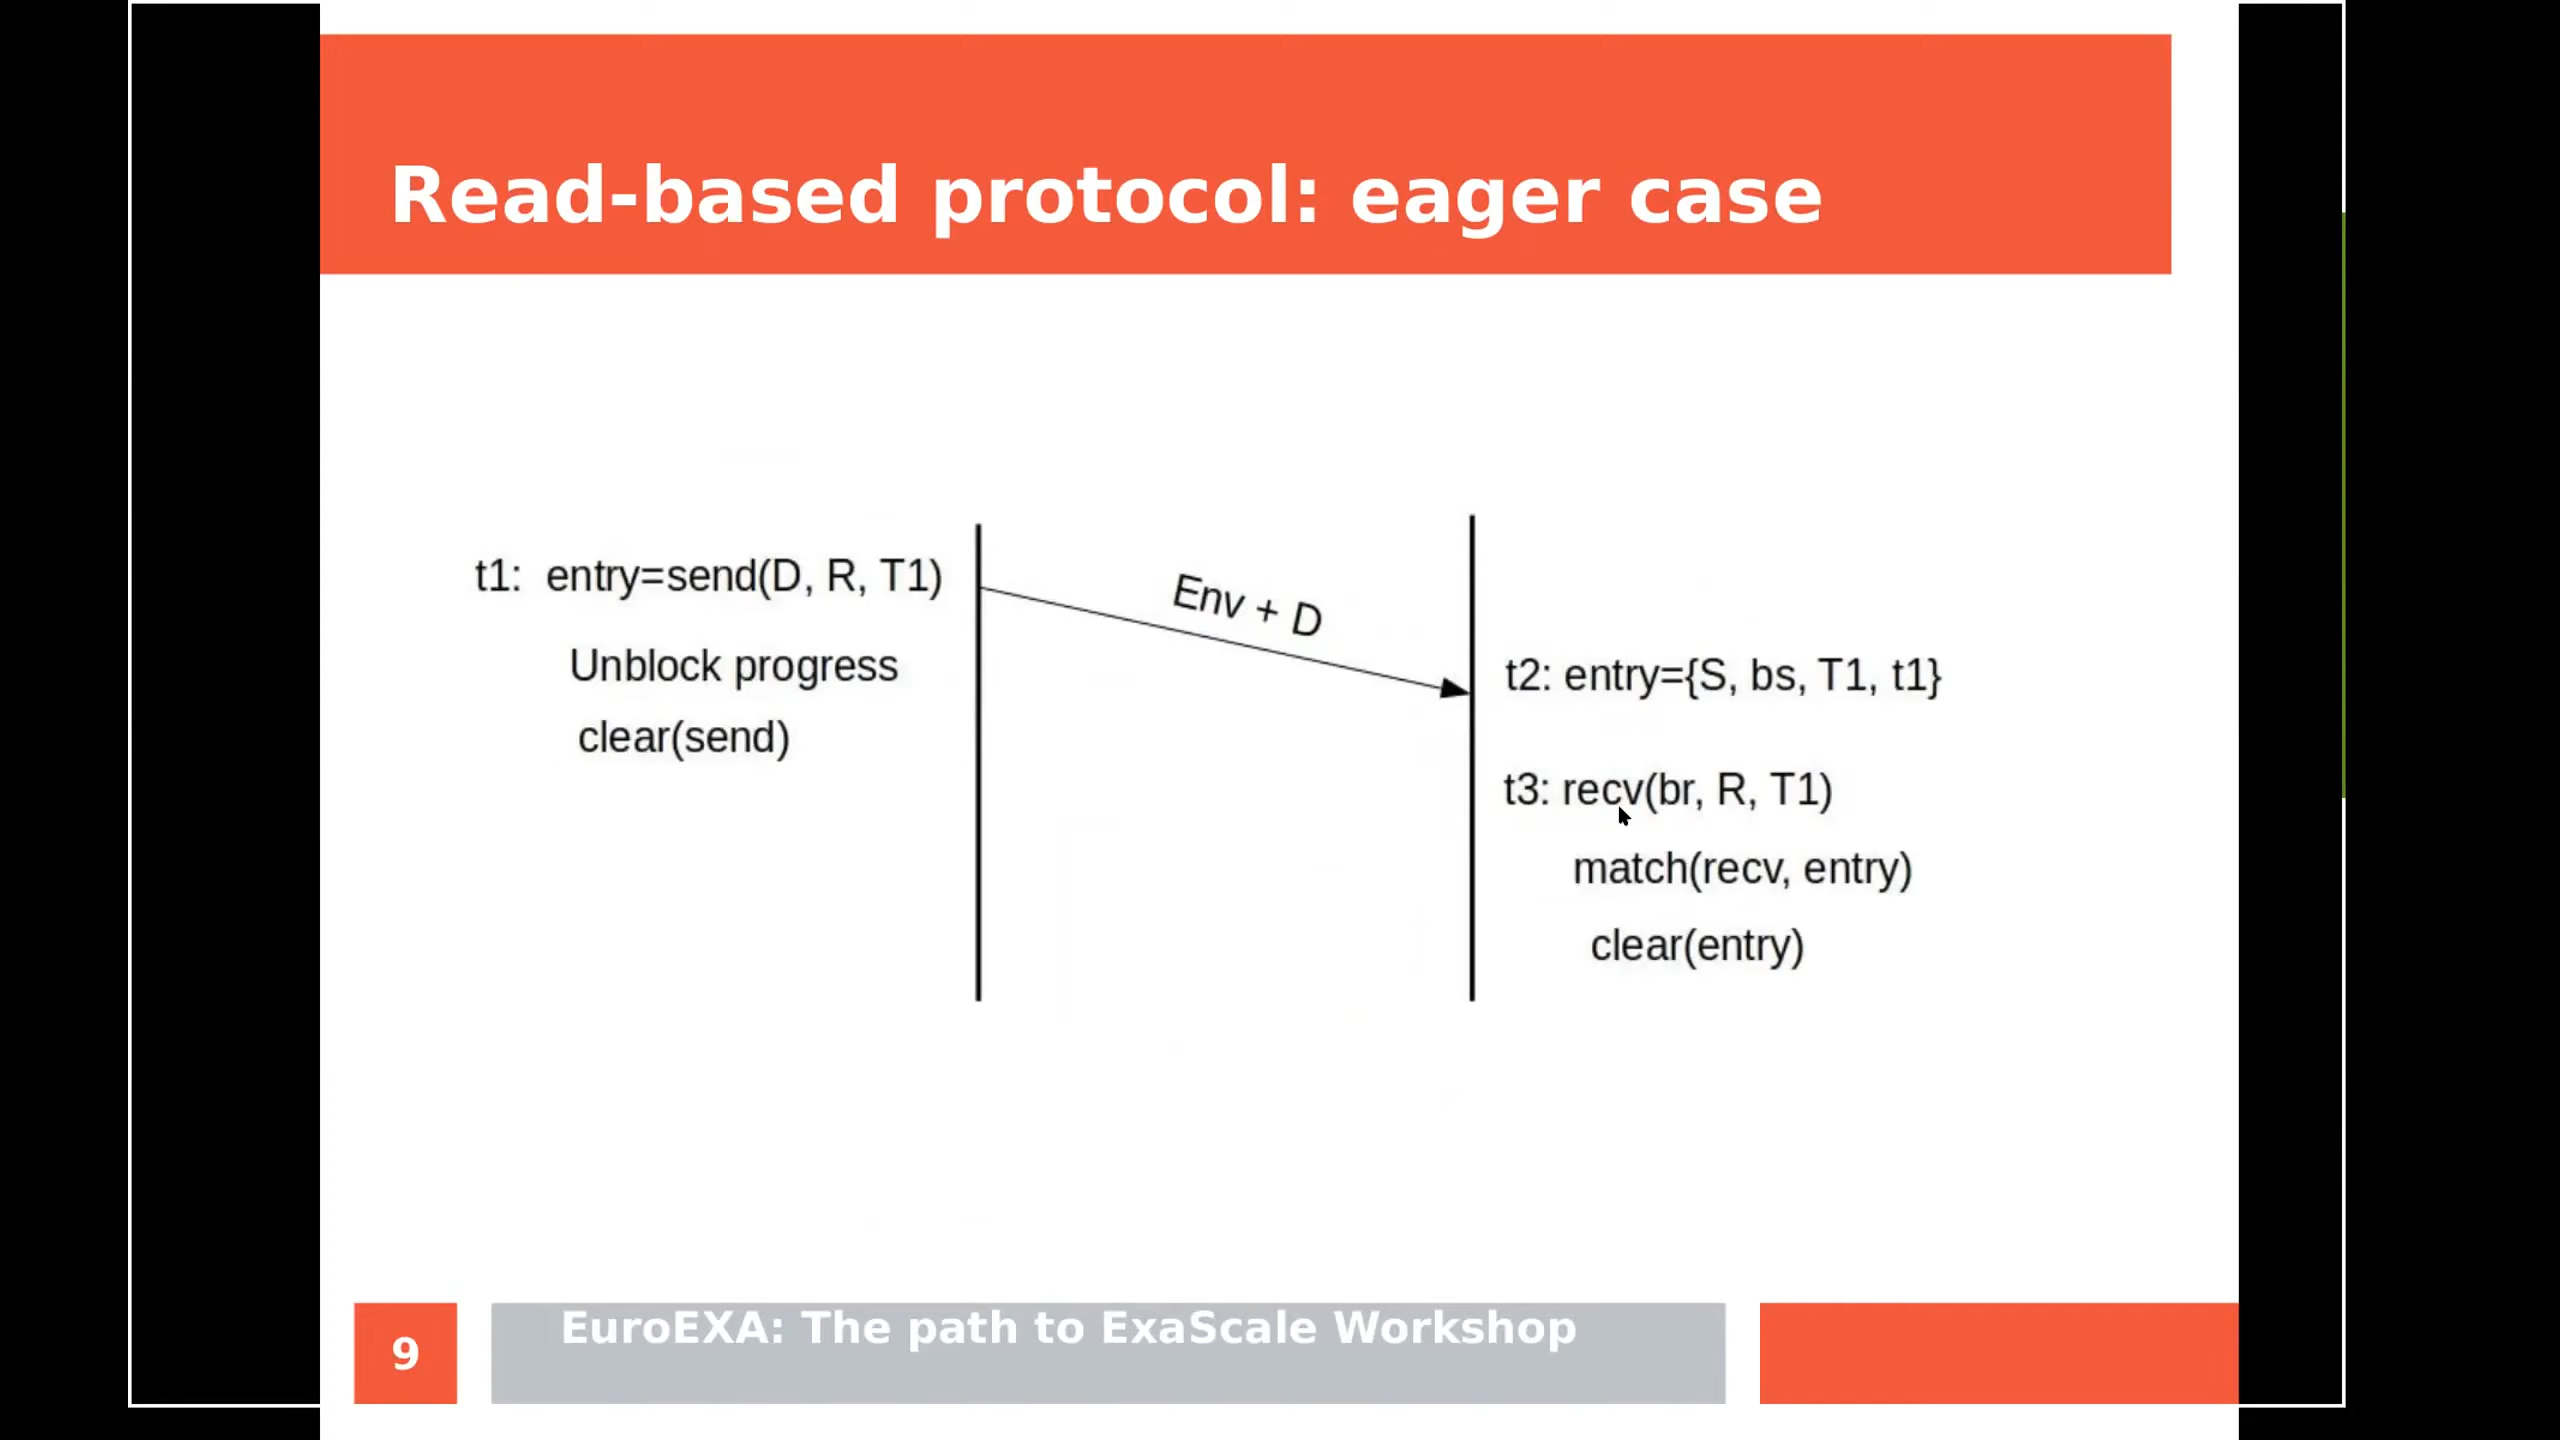 Read-based protocol: eager case
t1: entry=send(D, R, T1)
Unblock progress
clear(send)
Env + D
t2: entry={S, bs, T1, t1}
t3: recv(br, R, T1)
match(recv, entry)
clear(entry)
9
EuroEXA: The path to ExaScale Workshop